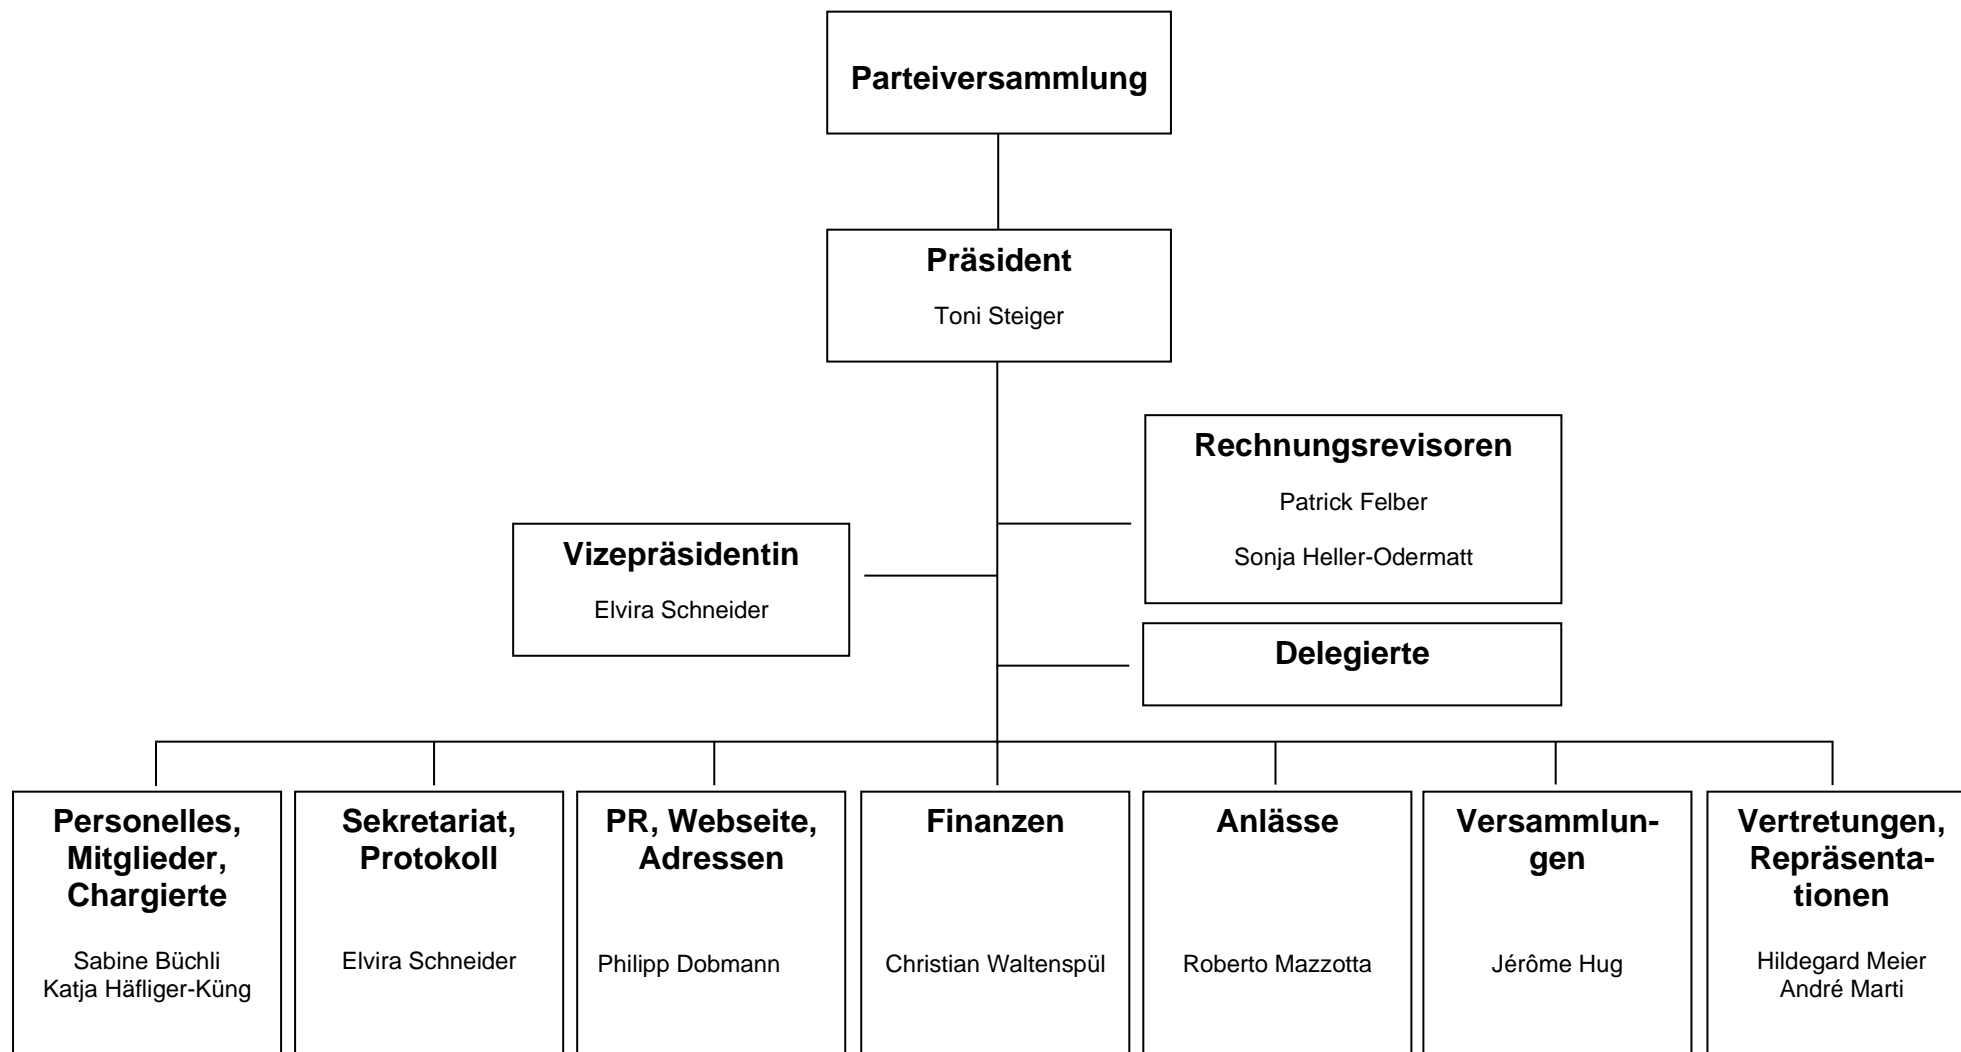 Parteiversammlung
Präsident
Toni Steiger
Rechnungsrevisoren
Patrick Felber
Sonja Heller-Odermatt
Vizepräsidentin
Elvira Schneider
Delegierte
Personelles,
Mitglieder,
Chargierte
Sabine Büchli
Katja Häfliger-Küng
Sekretariat,
Protokoll
Elvira Schneider
PR, Webseite,
Adressen
Philipp Dobmann
Finanzen
Christian Waltenspül
Anlässe
Roberto Mazzotta
Versammlun-
gen
Jérôme Hug
Vertretungen,
Repräsenta-
tionen
Hildegard Meier
André Marti